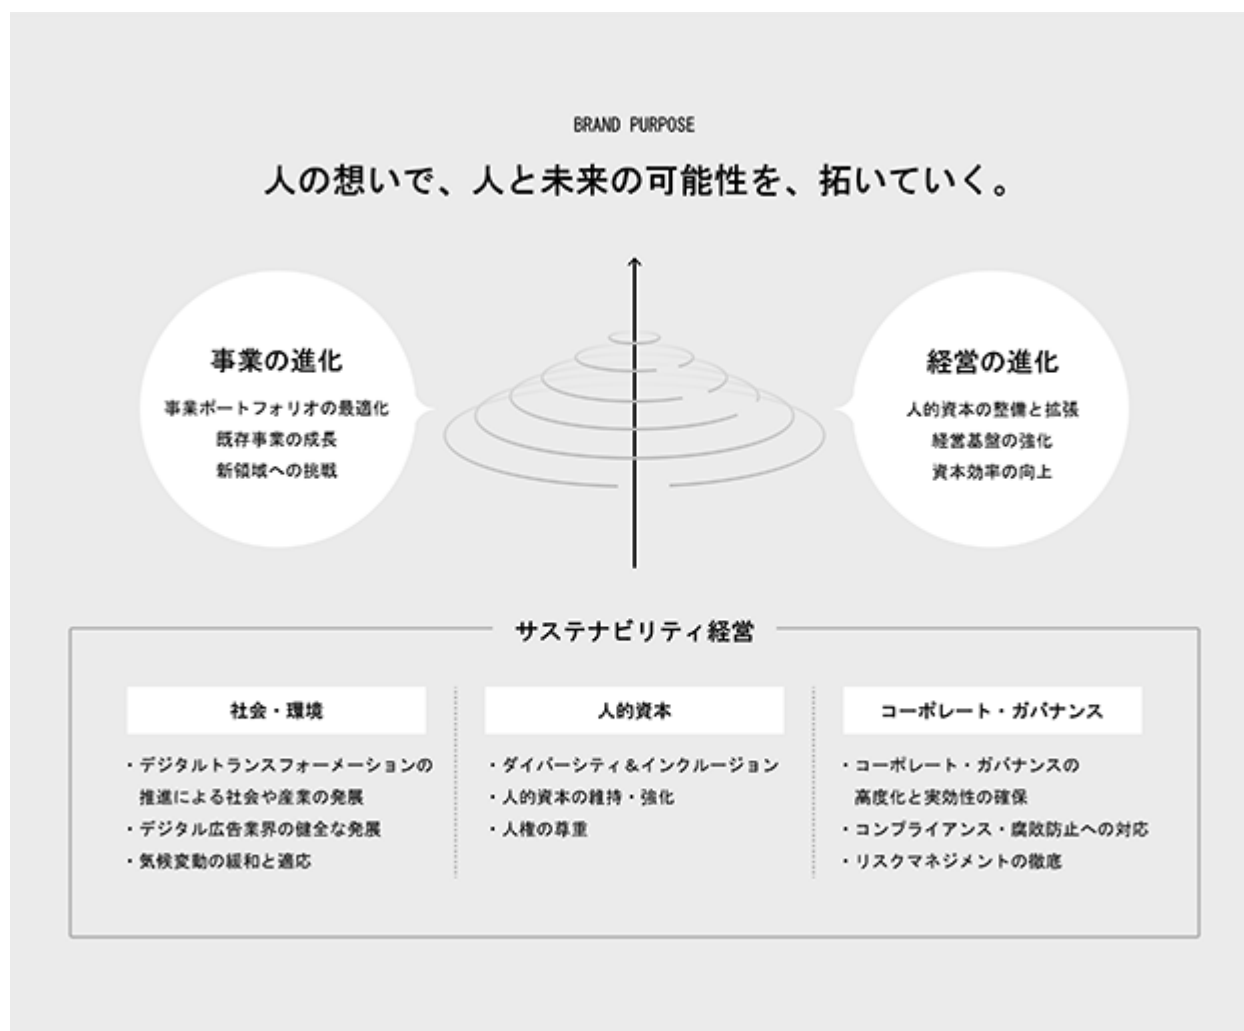 BRAND PURPOSE
人の想いで、人と未来の可能性を、拓いていく。
事業の進化
事業ポートフォリオの最適化
既存事業の成長
新領域への挑戦
経営の進化
人的資本の整備と拡張
経営基盤の強化
資本効率の向上
サステナビリティ経営
社会・環境
・デジタルトランスフォーメーションの
推進による社会や産業の発展
・デジタル広告業界の健全な発展
・気候変動の緩和と適応
人的資本
・ダイバーシティ&インクルージョン
・人的資本の維持・強化
・人権の尊重
コーポレート・ガバナンス
・コーポレート・ガバナンスの
高度化と実効性の確保
・コンプライアンス・腐敗防止への対応
・リスクマネジメントの徹底